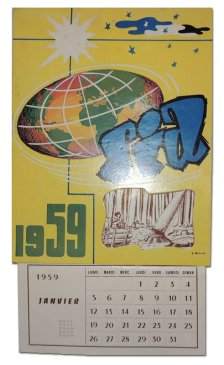 ria
1959
1959
JANVIER
LUNDI MARDI MERC. JEUDI VENDR. SAMEDI DIMAN.
1 2 3 4
5 6 7 8 9 10 11
12 13 14 15 16 17 18
19 20 21 22 23 24 25
26 27 28 29 30 31